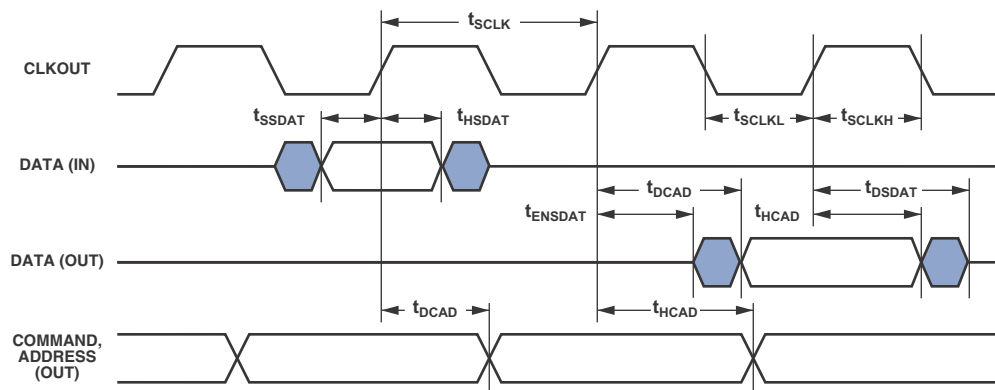 tSCLK
CLKOUT
tSSDAT
tHSDAT
tSCLKL
tSCLKH
DATA (IN)
tDCAD
tDSDAT
tENSDAT
tHCAD
DATA (OUT)
tDCAD
tHCAD
COMMAND,
ADDRESS
(OUT)